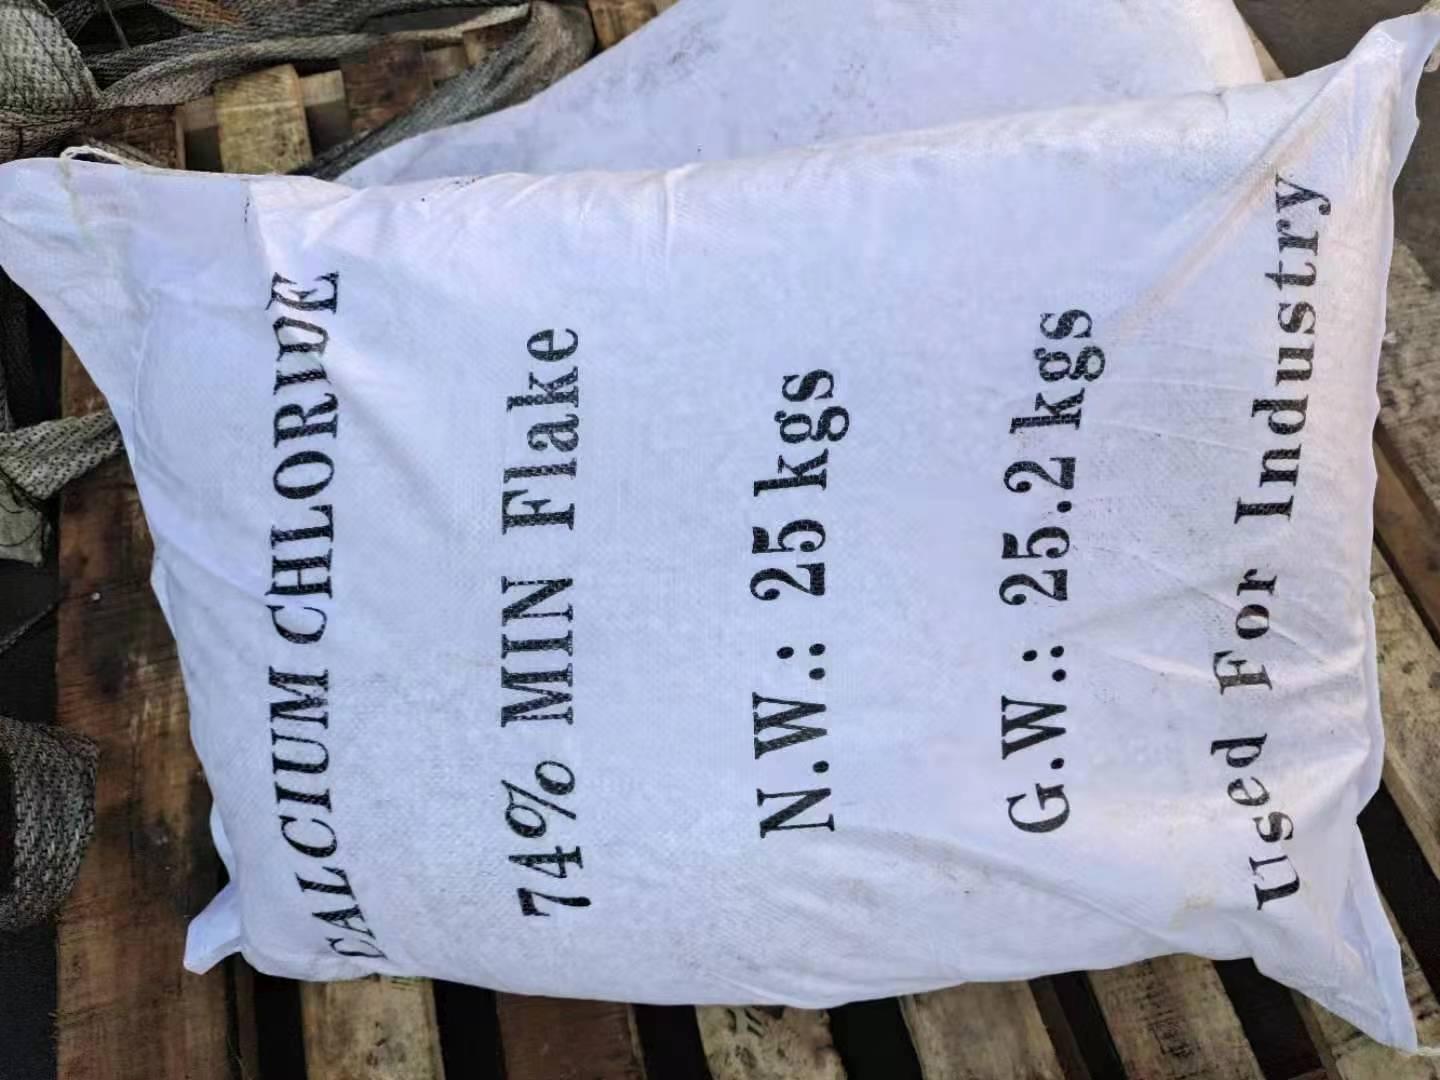 CALCIUM CHLORIDE
74% MIN Flake
N.W.: 25 kgs
G.W.: 25.2 kgs
Used For Industry